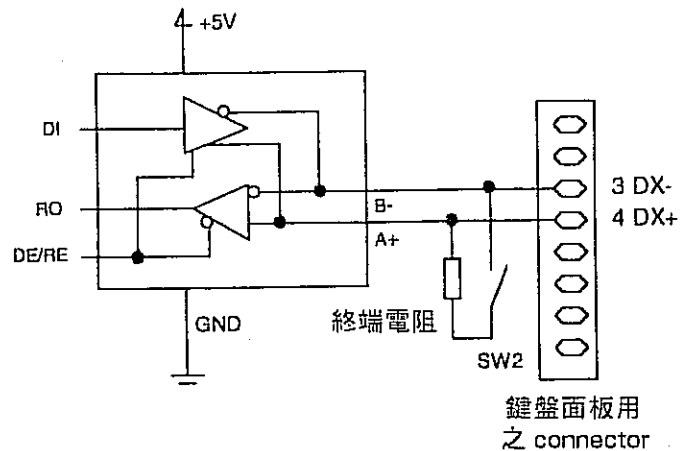 +5V
DI
RO
DE/RE
B-
A+
GND
3 DX-
4 DX+
終端電阻
SW2
鍵盤面板用
之 connector